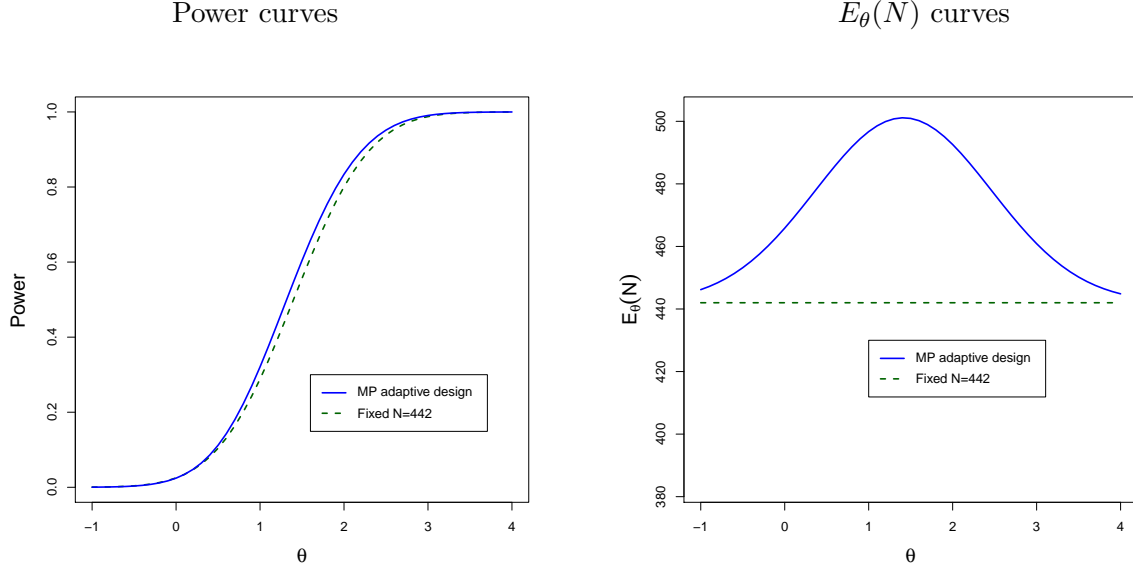 Power curves
E_θ(N) curves
Power
0.0 0.2 0.4 0.6 0.8 1.0
MP adaptive design
Fixed N=442
−1 0 1 2 3 4
θ
E_θ(N)
380 400 420 440 460 480 500
MP adaptive design
Fixed N=442
−1 0 1 2 3 4
θ